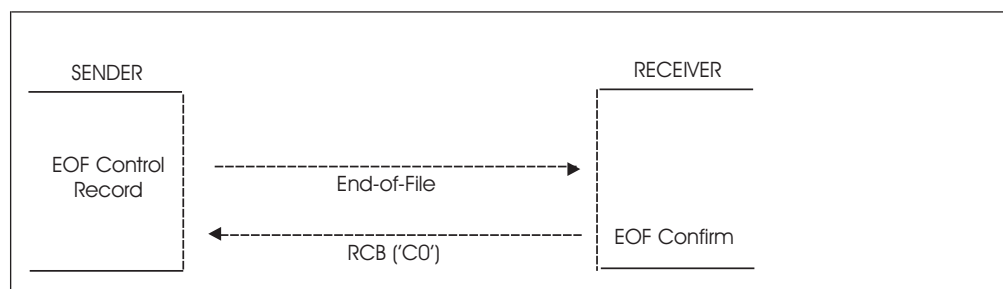 SENDER
RECEIVER
EOF Control
Record
End-of-File
RCB ('C0')
EOF Confirm